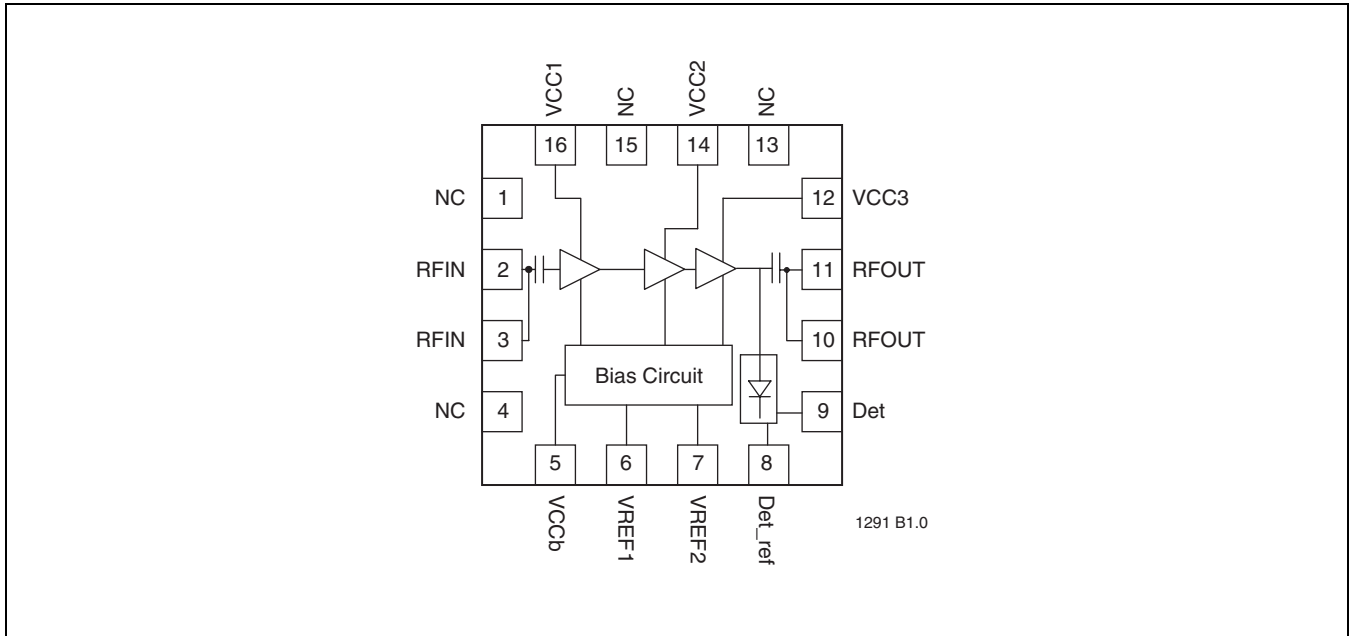 VCC1
NC
VCC2
NC
16
15
14
13
NC
1
12
VCC3
RFIN
2
11
RFOUT
RFIN
3
10
RFOUT
Bias Circuit
NC
4
9
Det
5
6
7
8
VCCb
VREF1
VREF2
Det_ref
1291 B1.0